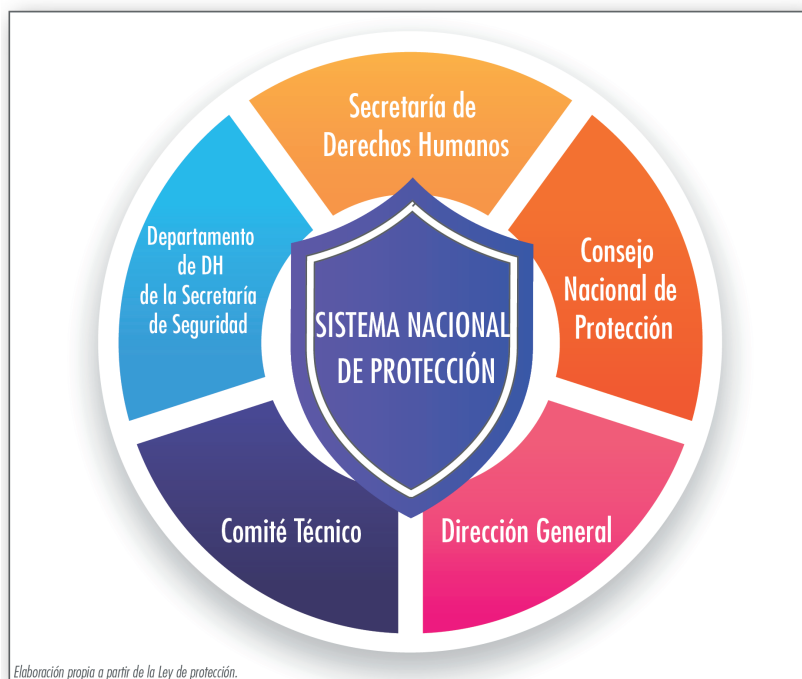 Secretaría de
Derechos Humanos
Departamento
de DH
de la Secretaría
de Seguridad
Consejo
Nacional de
Protección
SISTEMA NACIONAL
DE PROTECCIÓN
Comité Técnico
Dirección General
Elaboración propia a partir de la Ley de protección.